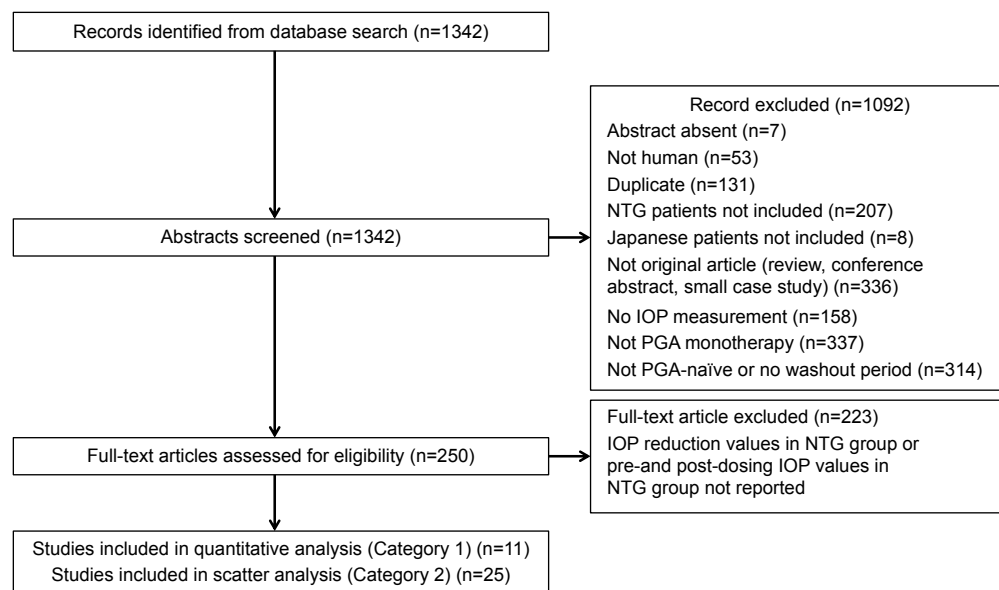 Records identified from database search (n=1342)
Record excluded (n=1092)
Abstract absent (n=7)
Not human (n=53)
Duplicate (n=131)
NTG patients not included (n=207)
Japanese patients not included (n=8)
Not original article (review, conference
abstract, small case study) (n=336)
No IOP measurement (n=158)
Not PGA monotherapy (n=337)
Not PGA-naïve or no washout period (n=314)
Abstracts screened (n=1342)
Full-text article excluded (n=223)
IOP reduction values in NTG group or
pre-and post-dosing IOP values in
NTG group not reported
Full-text articles assessed for eligibility (n=250)
Studies included in quantitative analysis (Category 1) (n=11)
Studies included in scatter analysis (Category 2) (n=25)